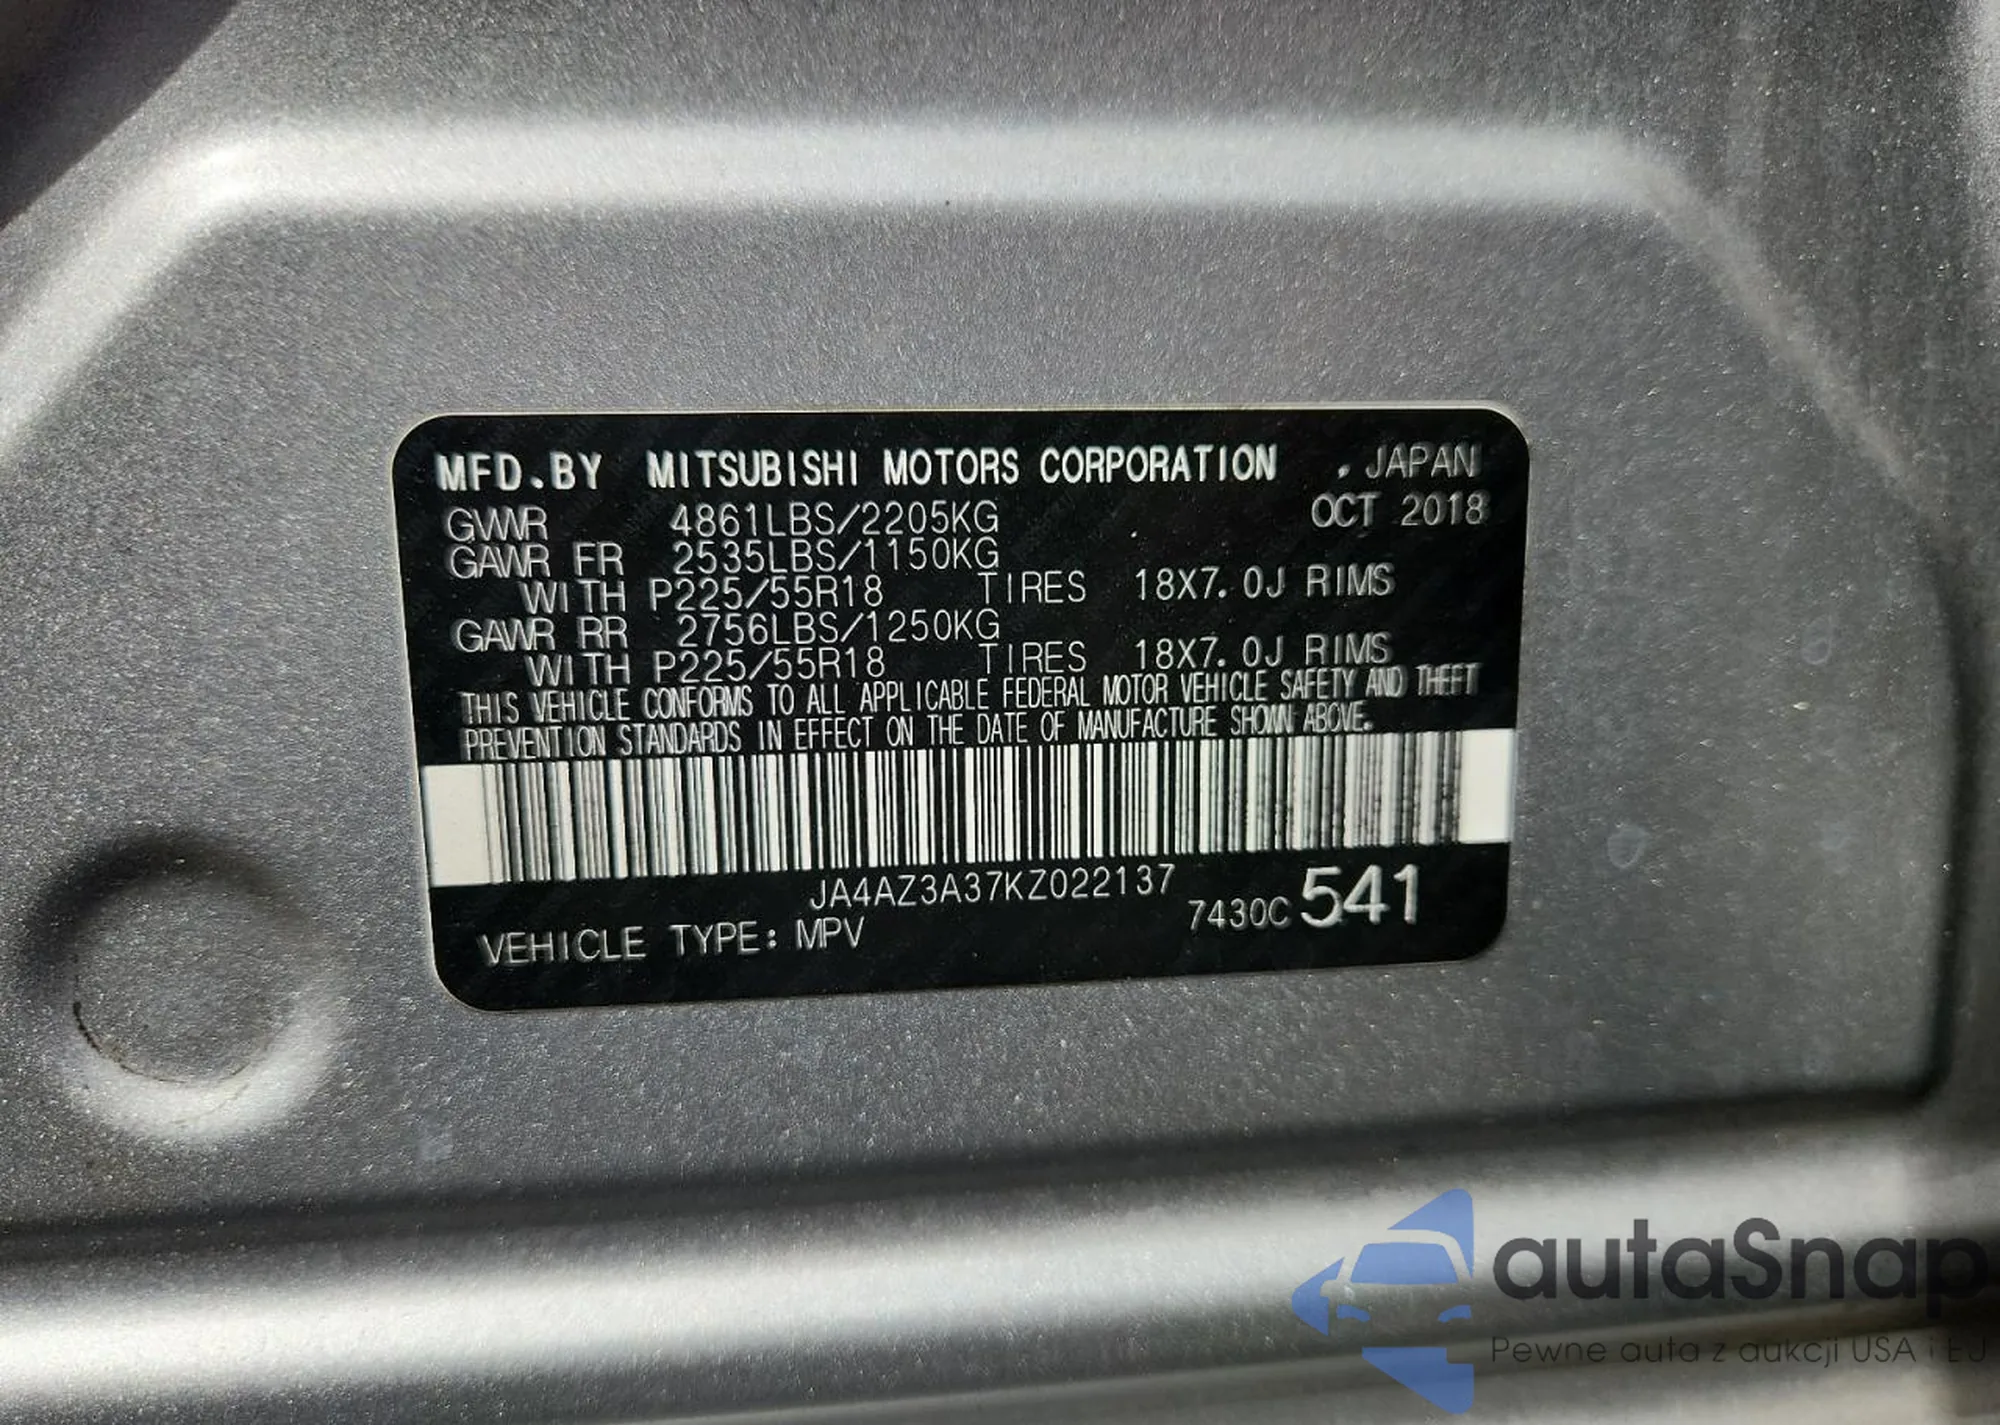 MFD.BY MITSUBISHI MOTORS CORPORATION . JAPAN
GVWR 4861LBS/2205KG OCT 2018
GAWR FR 2535LBS/1150KG
WITH P225/55R18 TIRES 18X7.0J RIMS
GAWR RR 2756LBS/1250KG
WITH P225/55R18 TIRES 18X7.0J RIMS
THIS VEHICLE CONFORMS TO ALL APPLICABLE FEDERAL MOTOR VEHICLE SAFETY AND THEFT
PREVENTION STANDARDS IN EFFECT ON THE DATE OF MANUFACTURE SHOWN ABOVE.
JA4AZ3A37KZ022137
VEHICLE TYPE: MPV 7430C 541
autaSnap
Pewne auta z aukcji USA i EU